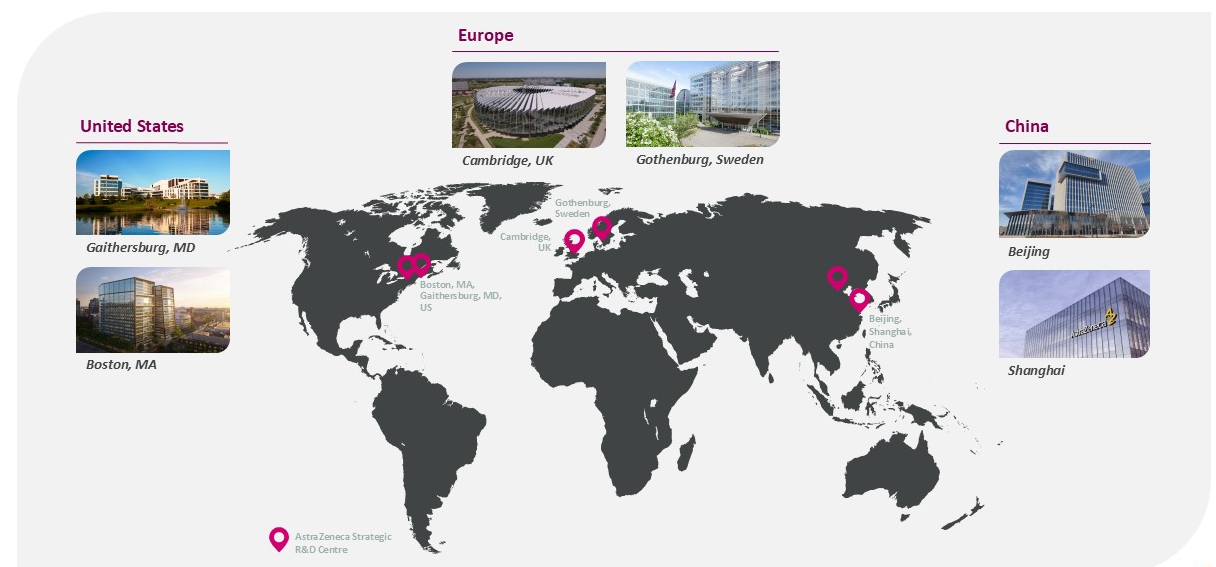 Europe
Cambridge, UK
Gothenburg, Sweden
United States
Gaithersburg, MD
Boston, MA
China
Beijing
AstraZeneca
Shanghai
Gothenburg,
Sweden
Cambridge,
UK
Boston, MA,
Gaithersburg, MD,
US
Beijing,
Shanghai,
China
AstraZeneca Strategic
R&D Centre